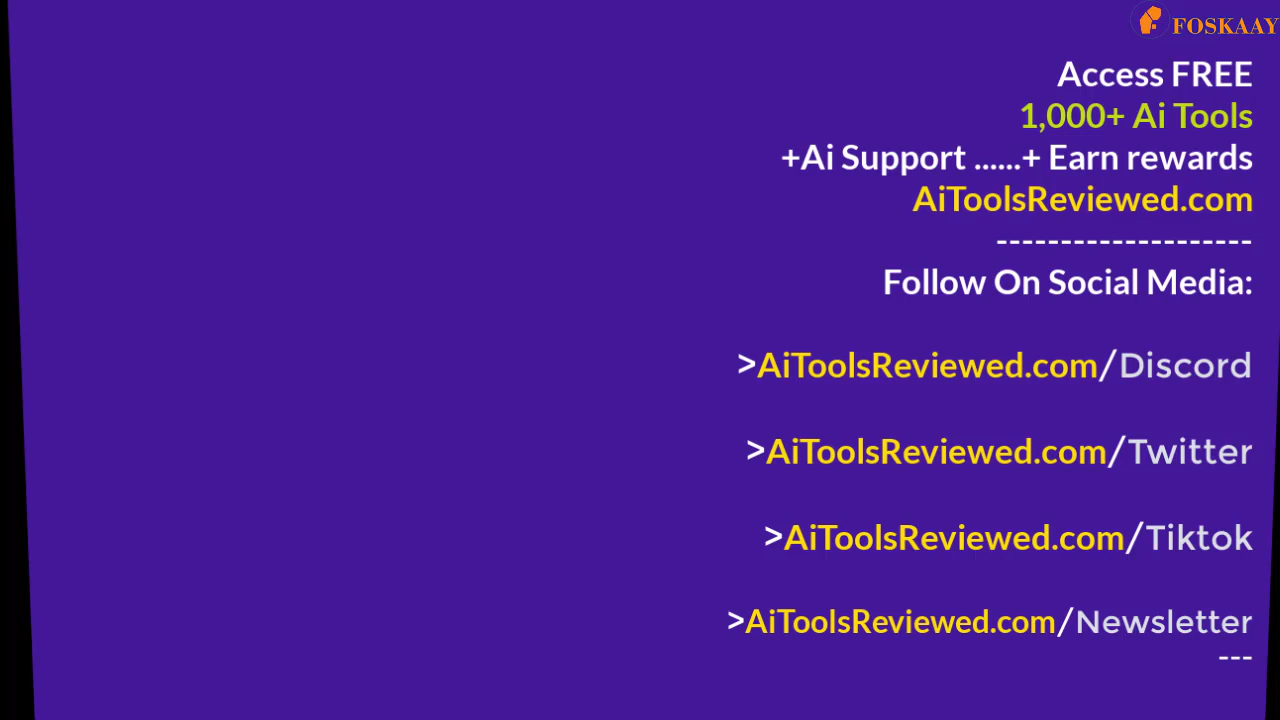 FOSKAAY
Access FREE
1,000+ Ai Tools
+Ai Support ......+ Earn rewards
AiToolsReviewed.com
--------------------
Follow On Social Media:
>AiToolsReviewed.com/Discord
>AiToolsReviewed.com/Twitter
>AiToolsReviewed.com/Tiktok
>AiToolsReviewed.com/Newsletter
---